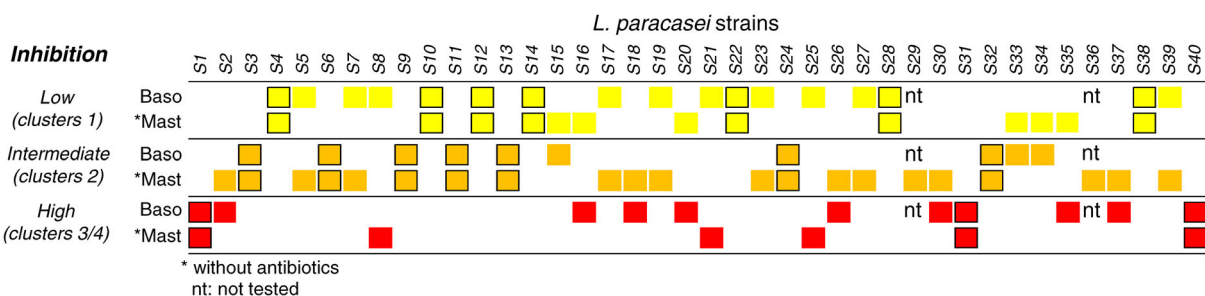 L. paracasei strains
Inhibition
S1 S2 S3 S4 S5 S6 S7 S8 S9 S10 S11 S12 S13 S14 S15 S16 S17 S18 S19 S20 S21 S22 S23 S24 S25 S26 S27 S28 S29 S30 S31 S32 S33 S34 S35 S36 S37 S38 S39 S40
Low Baso nt nt
(clusters 1) *Mast
Intermediate Baso nt nt
(clusters 2) *Mast
High Baso nt nt
(clusters 3/4) *Mast
* without antibiotics
nt: not tested